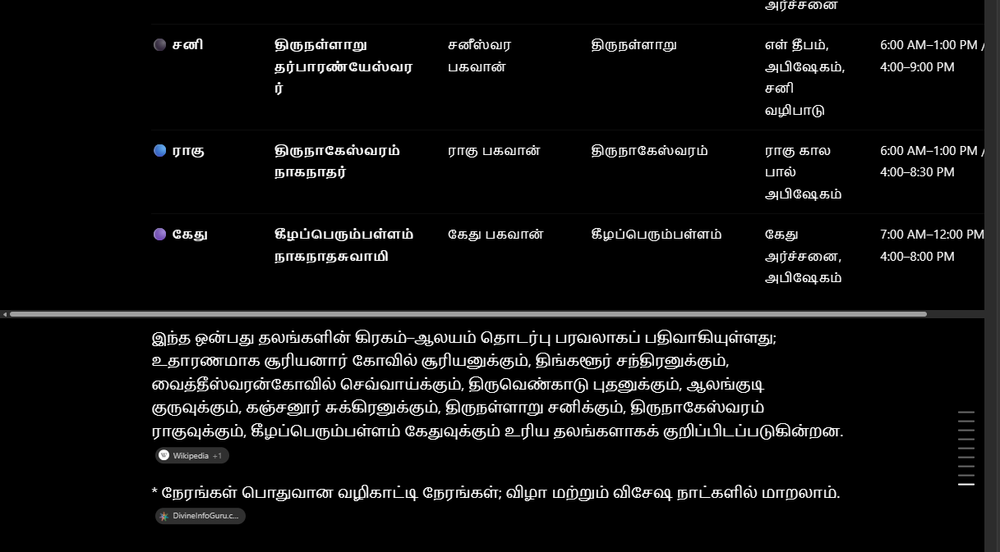 அர்ச்சனை
சனி திருநள்ளாறு சனீஸ்வர திருநள்ளாறு எள் தீபம், 6:00 AM–1:00 PM /
தர்பாரண்யேஸ்வர பகவான் அபிஷேகம், 4:00–9:00 PM
ர் சனி
வழிபாடு
ராகு திருநாகேஸ்வரம் ராகு பகவான் திருநாகேஸ்வரம் ராகு கால 6:00 AM–1:00 PM /
நாகநாதர் பால் 4:00–8:30 PM
அபிஷேகம்
கேது கீழப்பெரும்பள்ளம் கேது பகவான் கீழப்பெரும்பள்ளம் கேது 7:00 AM–12:00 PM
நாகநாதசுவாமி அர்ச்சனை, 4:00–8:00 PM
அபிஷேகம்
இந்த ஒன்பது தலங்களின் கிரகம்–ஆலயம் தொடர்பு பரவலாகப் பதிவாகியுள்ளது;
உதாரணமாக சூரியனார் கோவில் சூரியனுக்கும், திங்களூர் சந்திரனுக்கும்,
வைத்தீஸ்வரன்கோவில் செவ்வாய்க்கும், திருவெண்காடு புதனுக்கும், ஆலங்குடி
குருவுக்கும், கஞ்சனூர் சுக்கிரனுக்கும், திருநள்ளாறு சனிக்கும், திருநாகேஸ்வரம்
ராகுவுக்கும், கீழப்பெரும்பள்ளம் கேதுவுக்கும் உரிய தலங்களாகக் குறிப்பிடப்படுகின்றன.
W Wikipedia +1
* நேரங்கள் பொதுவான வழிகாட்டி நேரங்கள்; விழா மற்றும் விசேஷ நாட்களில் மாறலாம்.
DivineInfoGuru.c...